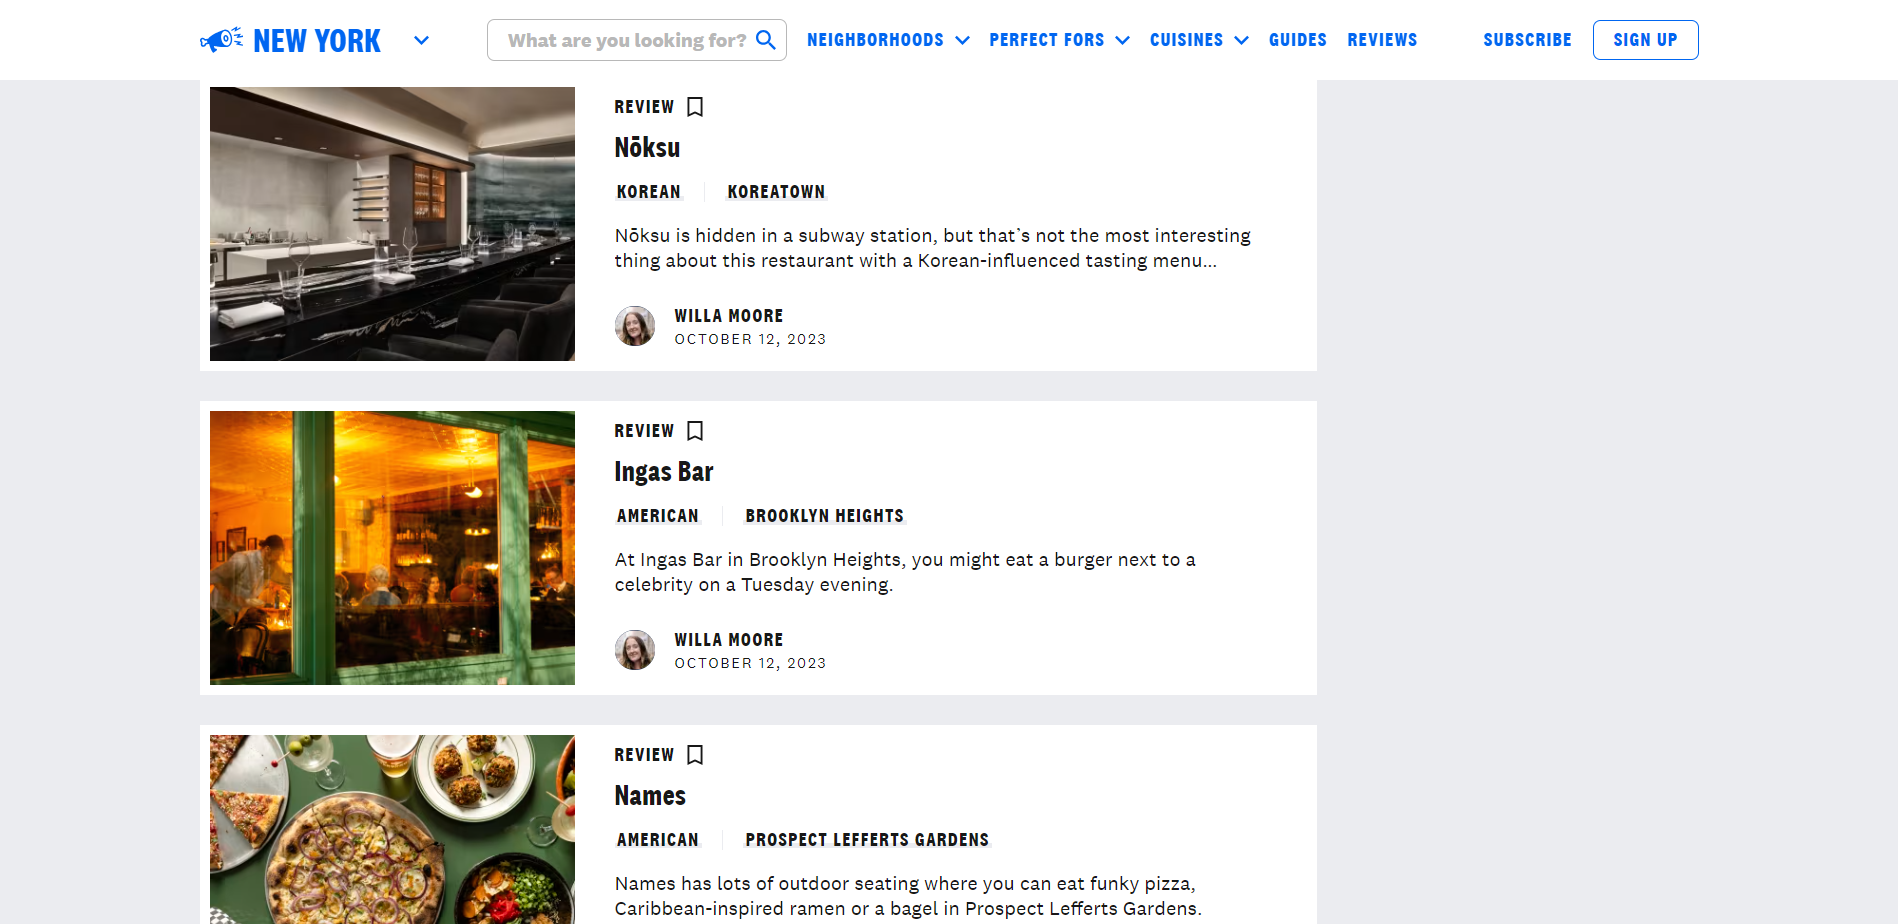 NEW YORK
What are you looking for?
NEIGHBORHOODS
PERFECT FORS
CUISINES
GUIDES
REVIEWS
SUBSCRIBE
SIGN UP
REVIEW
Nōksu
KOREAN
KOREATOWN
Nōksu is hidden in a subway station, but that’s not the most interesting
thing about this restaurant with a Korean-influenced tasting menu...
WILLA MOORE
OCTOBER 12, 2023
REVIEW
Ingas Bar
AMERICAN
BROOKLYN HEIGHTS
At Ingas Bar in Brooklyn Heights, you might eat a burger next to a
celebrity on a Tuesday evening.
WILLA MOORE
OCTOBER 12, 2023
REVIEW
Names
AMERICAN
PROSPECT LEFFERTS GARDENS
Names has lots of outdoor seating where you can eat funky pizza,
Caribbean-inspired ramen or a bagel in Prospect Lefferts Gardens.